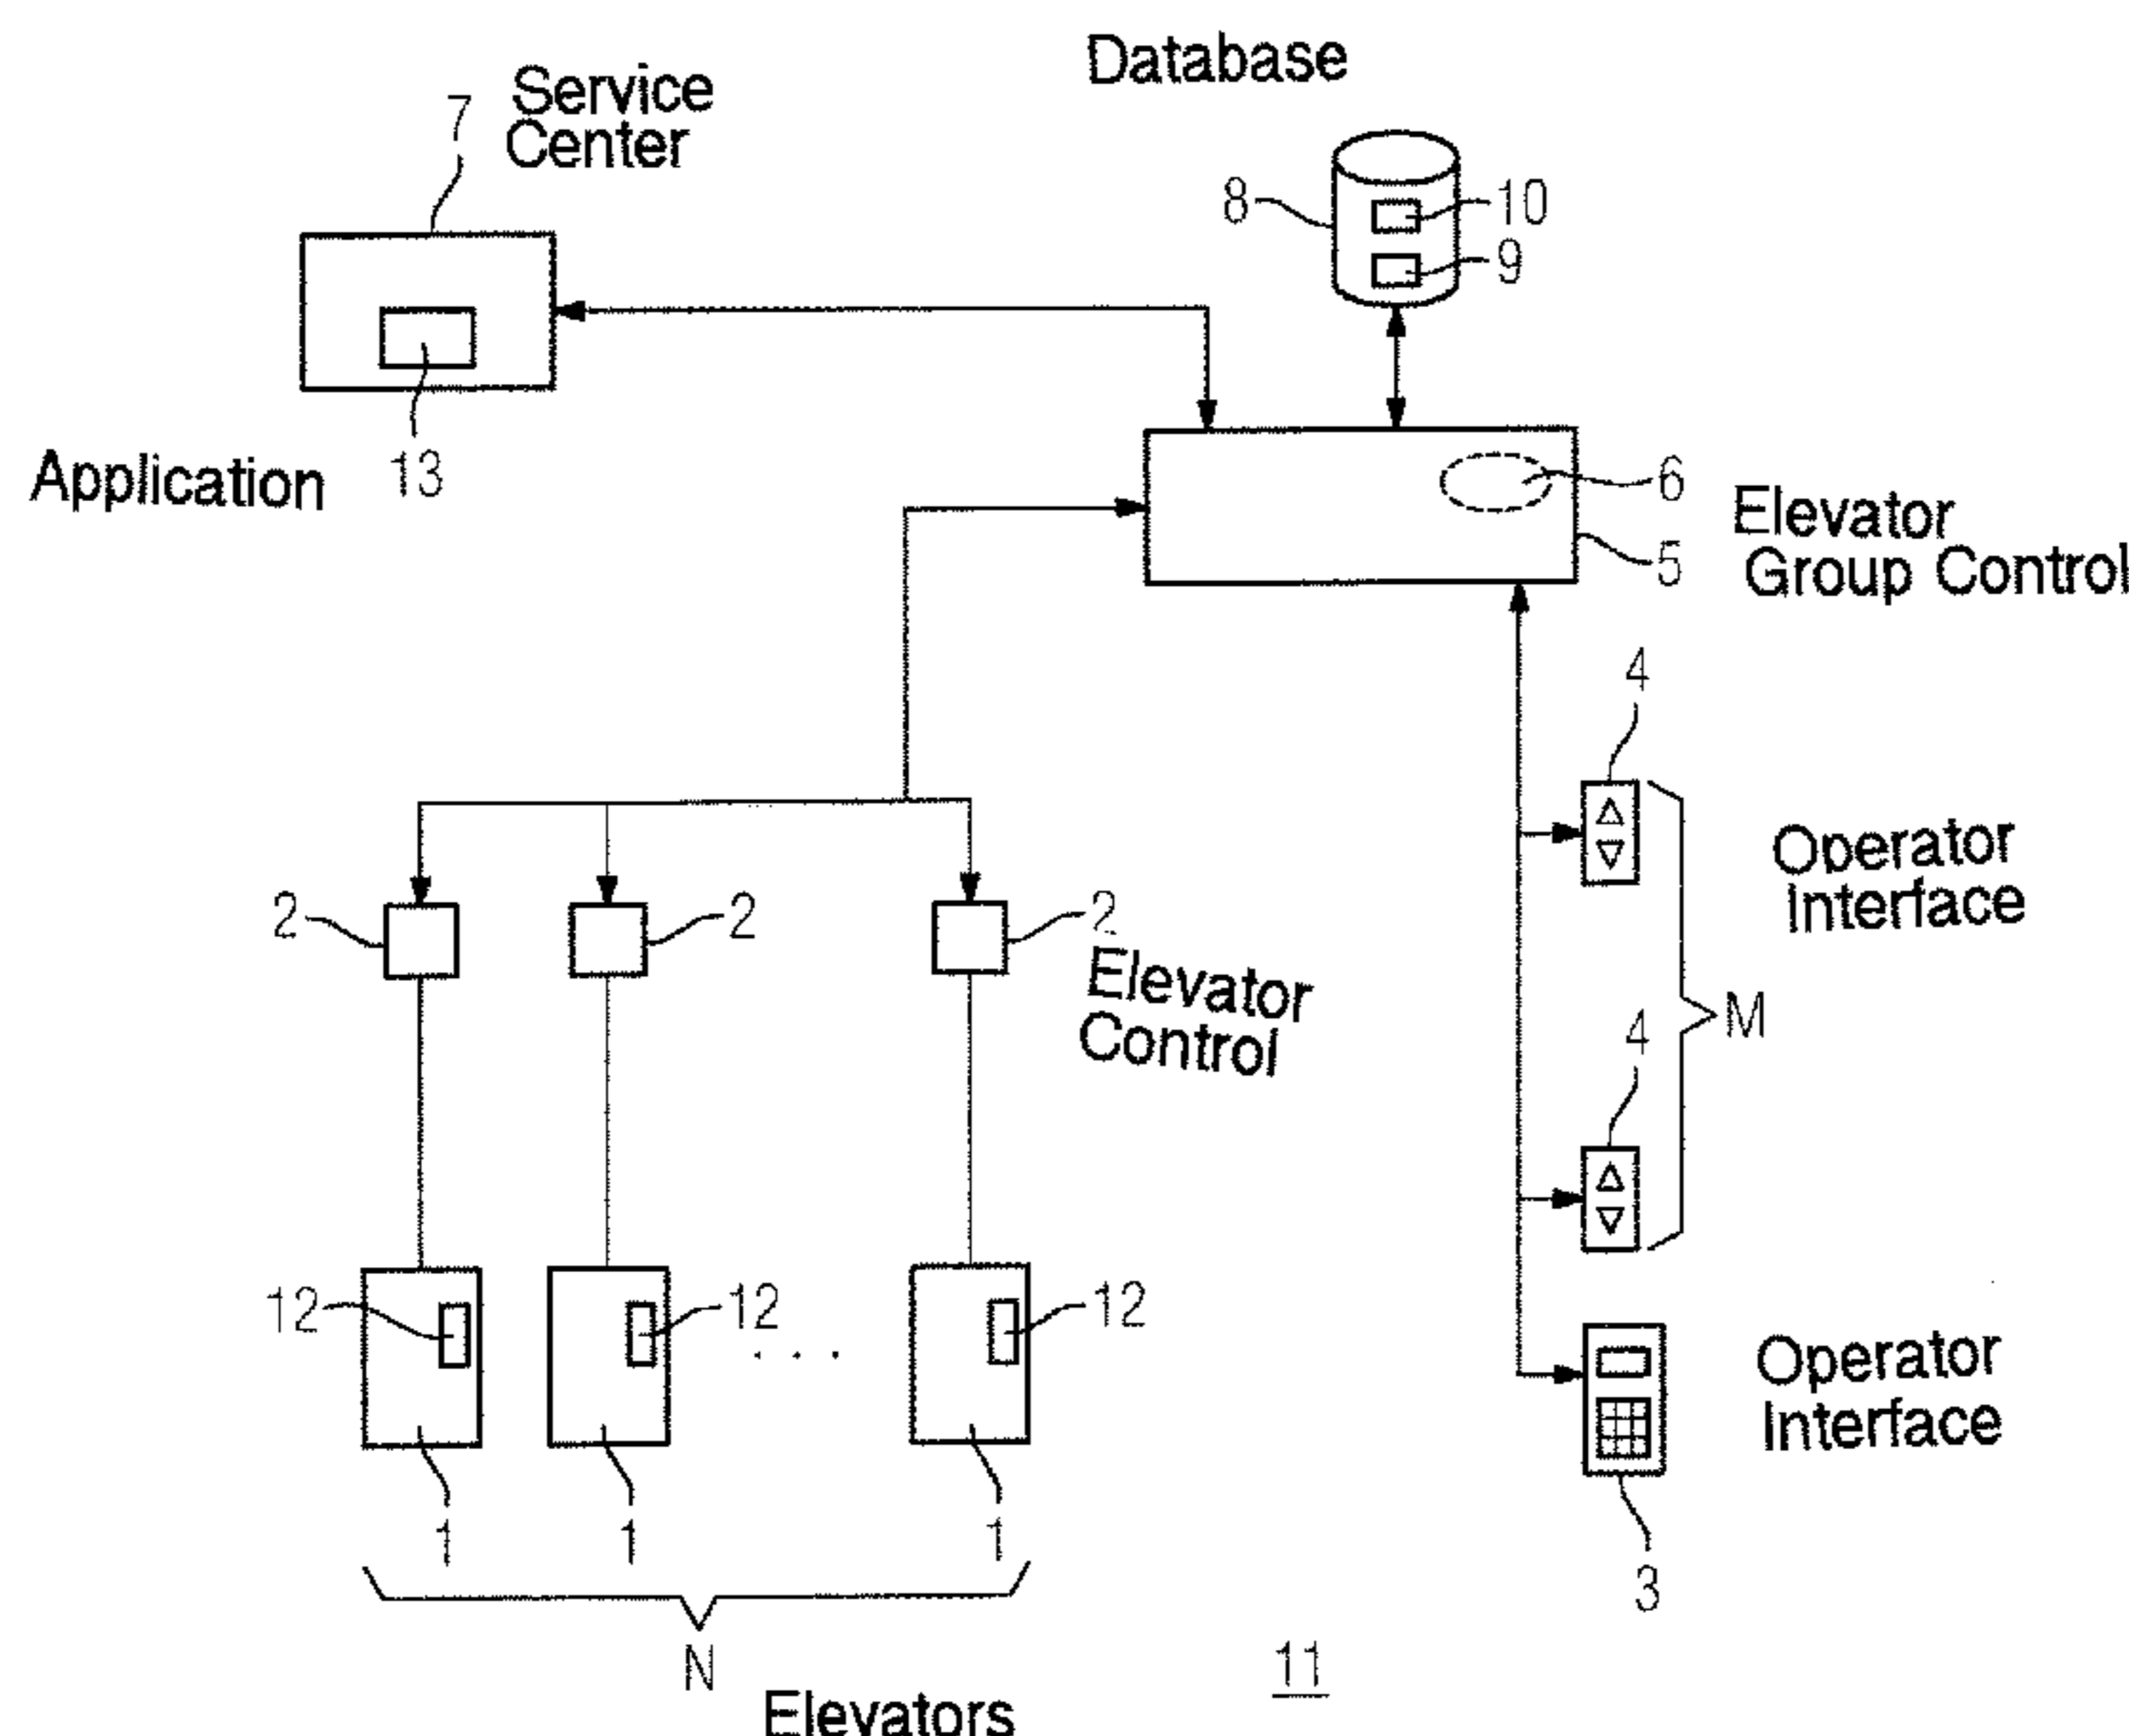 Database
Service
Center
7
8
10
9
13
Application
6
Elevator
Group Control
5
4
Operator
Interface
2
2
2
Elevator
Control
M
4
12
12
. . .
12
Operator
Interface
1
1
1
3
N
11
Elevators